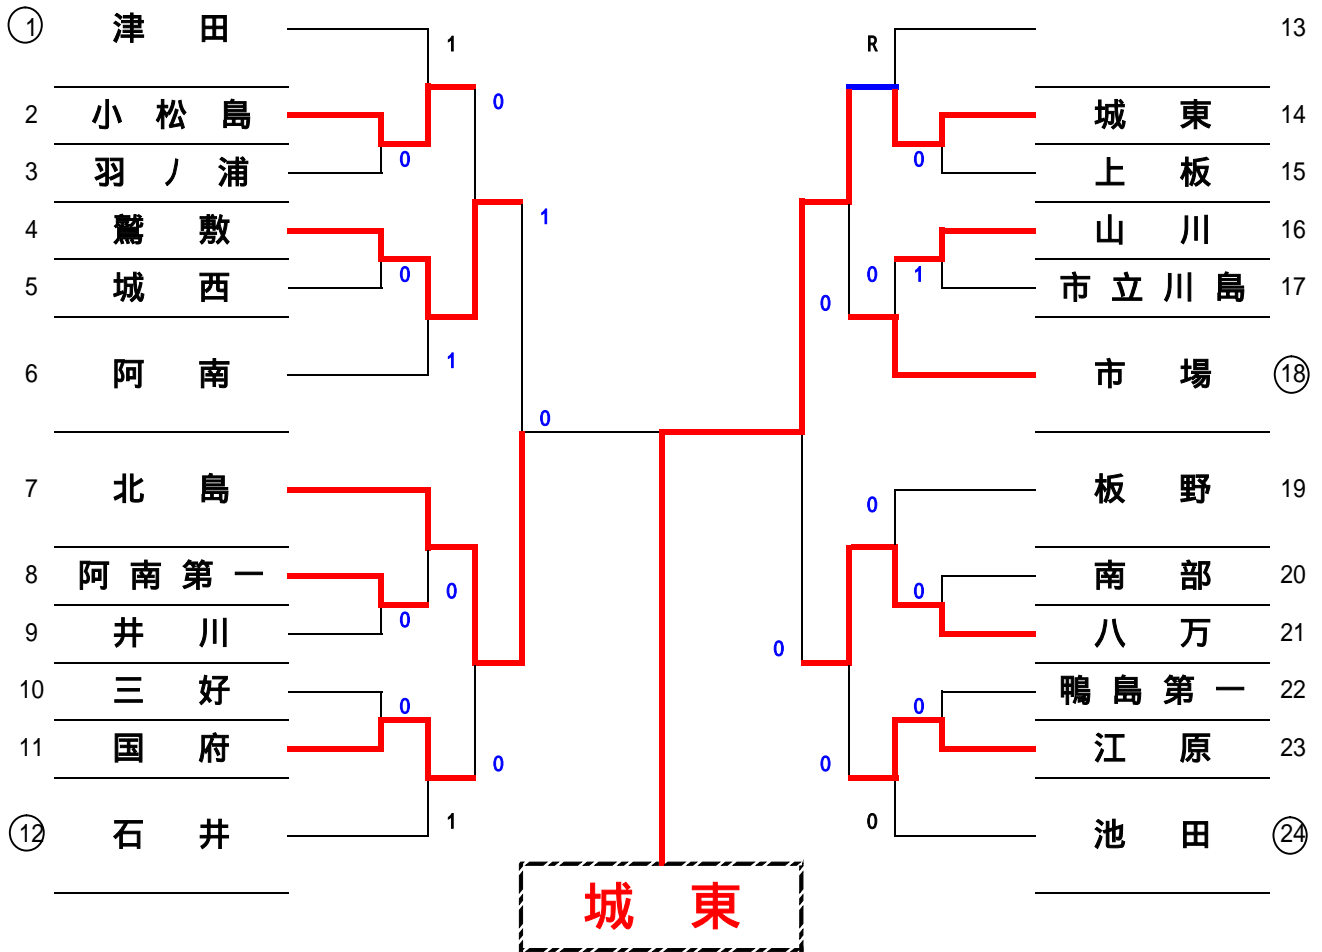 ① 津田
1
2 小松島
0
3 羽ノ浦
0
4 鷲敷
1
5 城西
0
6 阿南
1
0
7 北島
8 阿南第一
0
9 井川
0
10 三好
0
11 国府
0
⑫ 石井
1
13
R
城東 14
0
上板 15
山川 16
0 1
市立川島 17
0
市場 ⑱
板野 19
0
南部 20
0
八万 21
0
鴨島第一 22
0
江原 23
0
池田 ㉔
0
城東